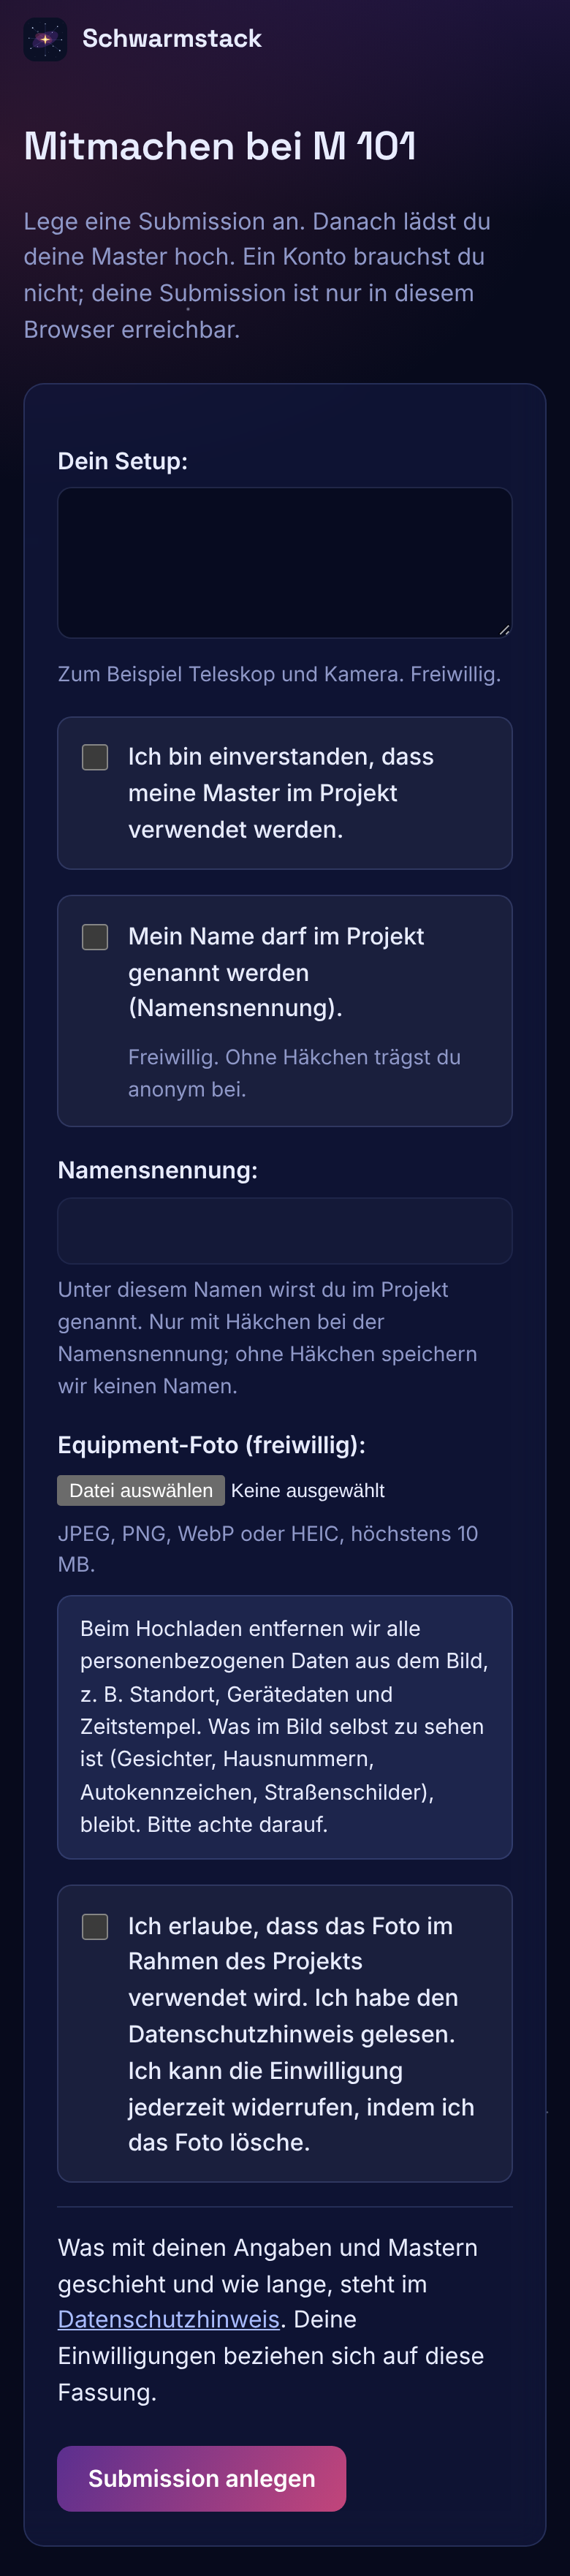 Schwarmstack
Mitmachen bei M 101
Lege eine Submission an. Danach lädst du
deine Master hoch. Ein Konto brauchst du
nicht; deine Submission ist nur in diesem
Browser erreichbar.
Dein Setup:
Zum Beispiel Teleskop und Kamera. Freiwillig.
Ich bin einverstanden, dass
meine Master im Projekt
verwendet werden.
Mein Name darf im Projekt
genannt werden
(Namensnennung).
Freiwillig. Ohne Häkchen trägst du
anonym bei.
Namensnennung:
Unter diesem Namen wirst du im Projekt
genannt. Nur mit Häkchen bei der
Namensnennung; ohne Häkchen speichern
wir keinen Namen.
Equipment-Foto (freiwillig):
Datei auswählen Keine ausgewählt
JPEG, PNG, WebP oder HEIC, höchstens 10
MB.
Beim Hochladen entfernen wir alle
personenbezogenen Daten aus dem Bild,
z. B. Standort, Gerätedaten und
Zeitstempel. Was im Bild selbst zu sehen
ist (Gesichter, Hausnummern,
Autokennzeichen, Straßenschilder),
bleibt. Bitte achte darauf.
Ich erlaube, dass das Foto im
Rahmen des Projekts
verwendet wird. Ich habe den
Datenschutzhinweis gelesen.
Ich kann die Einwilligung
jederzeit widerrufen, indem ich
das Foto lösche.
Was mit deinen Angaben und Mastern
geschieht und wie lange, steht im
Datenschutzhinweis. Deine
Einwilligungen beziehen sich auf diese
Fassung.
Submission anlegen